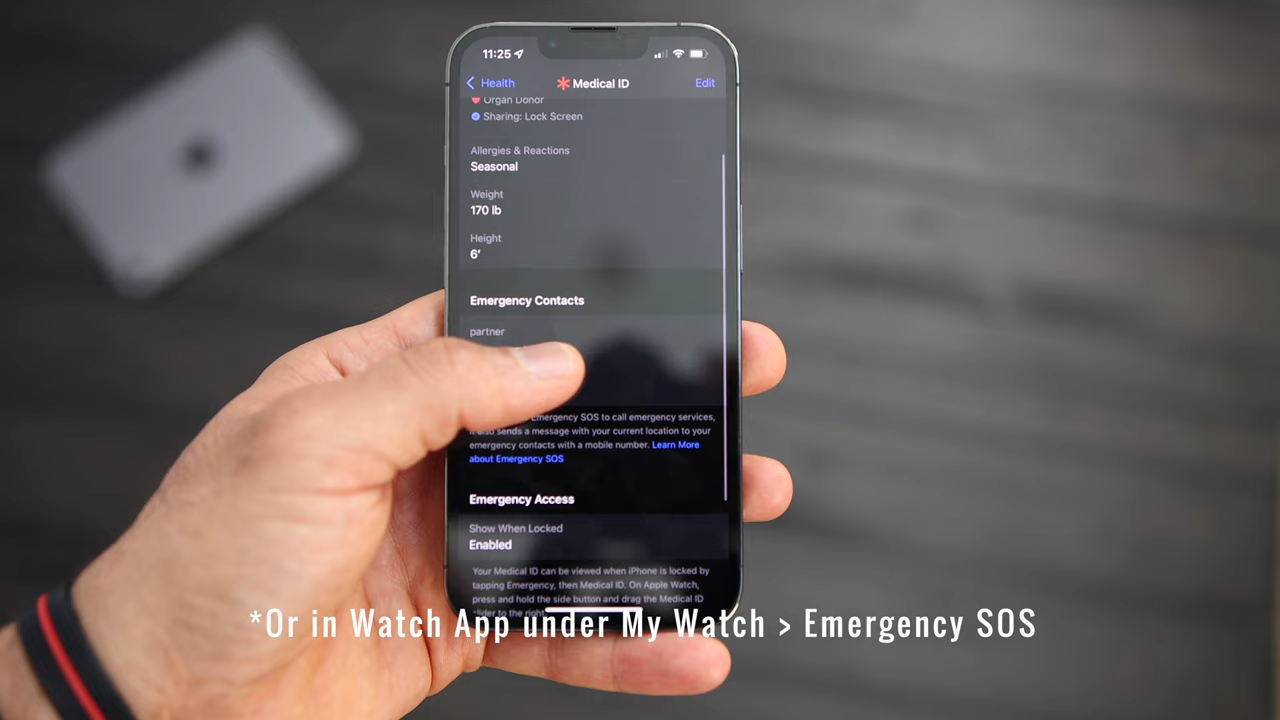 11:25
Health
Medical ID
Edit
Organ Donor
Sharing: Lock Screen
Allergies & Reactions
Seasonal
Weight
170 lb
Height
6′
Emergency Contacts
partner
Emergency SOS to call emergency services,
also sends a message with your current location to your
emergency contacts with a mobile number. Learn More
about Emergency SOS
Emergency Access
Show When Locked
Enabled
Your Medical ID can be viewed when iPhone is locked by
tapping Emergency, then Medical ID. On Apple Watch,
press and hold the side button and drag the Medical ID
slider to the right
*Or in Watch App under My Watch > Emergency SOS